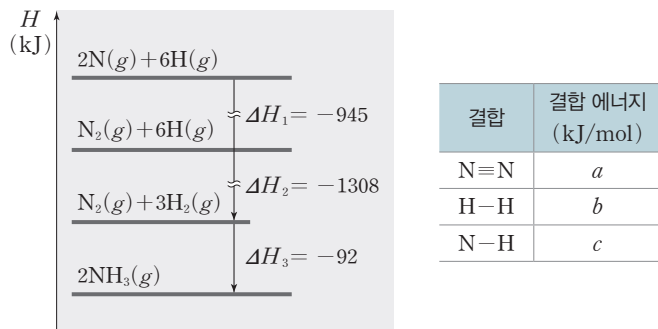 H
(kJ)
2N(g)+6H(g)
ΔH₁= −945
N₂(g)+6H(g)
ΔH₂= −1308
N₂(g)+3H₂(g)
ΔH₃= −92
2NH₃(g)
결합 결합 에너지 (kJ/mol)
N≡N a
H−H b
N−H c